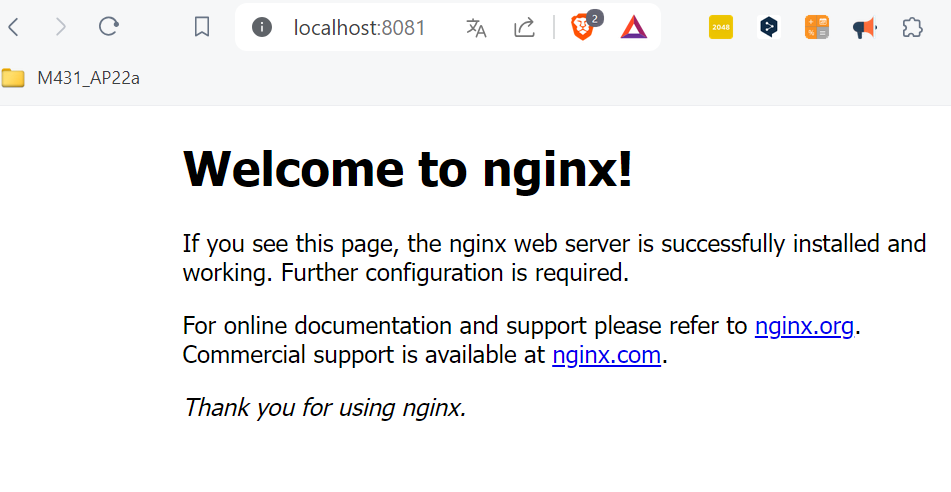 localhost:8081
2
2048
M431_AP22a
Welcome to nginx!
If you see this page, the nginx web server is successfully installed and
working. Further configuration is required.
For online documentation and support please refer to nginx.org.
Commercial support is available at nginx.com.
Thank you for using nginx.